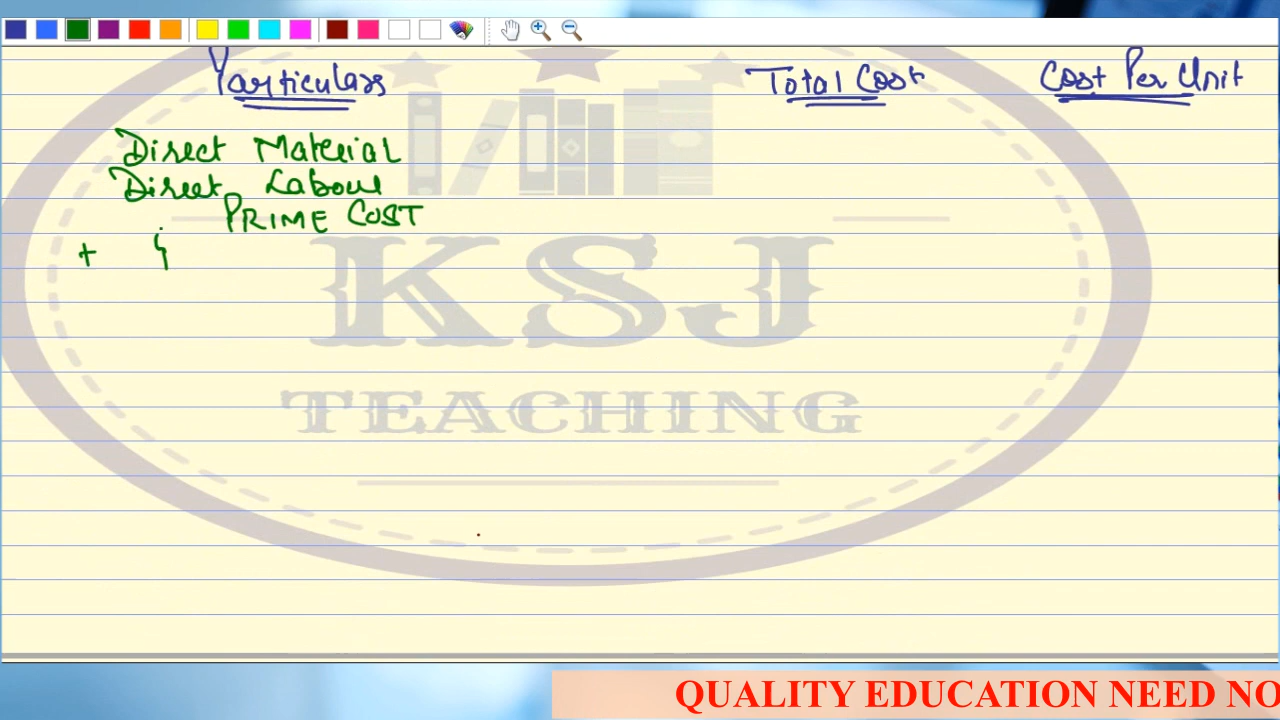 Particulars Total Cost Cost Per Unit
Direct Material
Direct Labour
PRIME COST
+
KSJ
TEACHING
QUALITY EDUCATION NEED NO